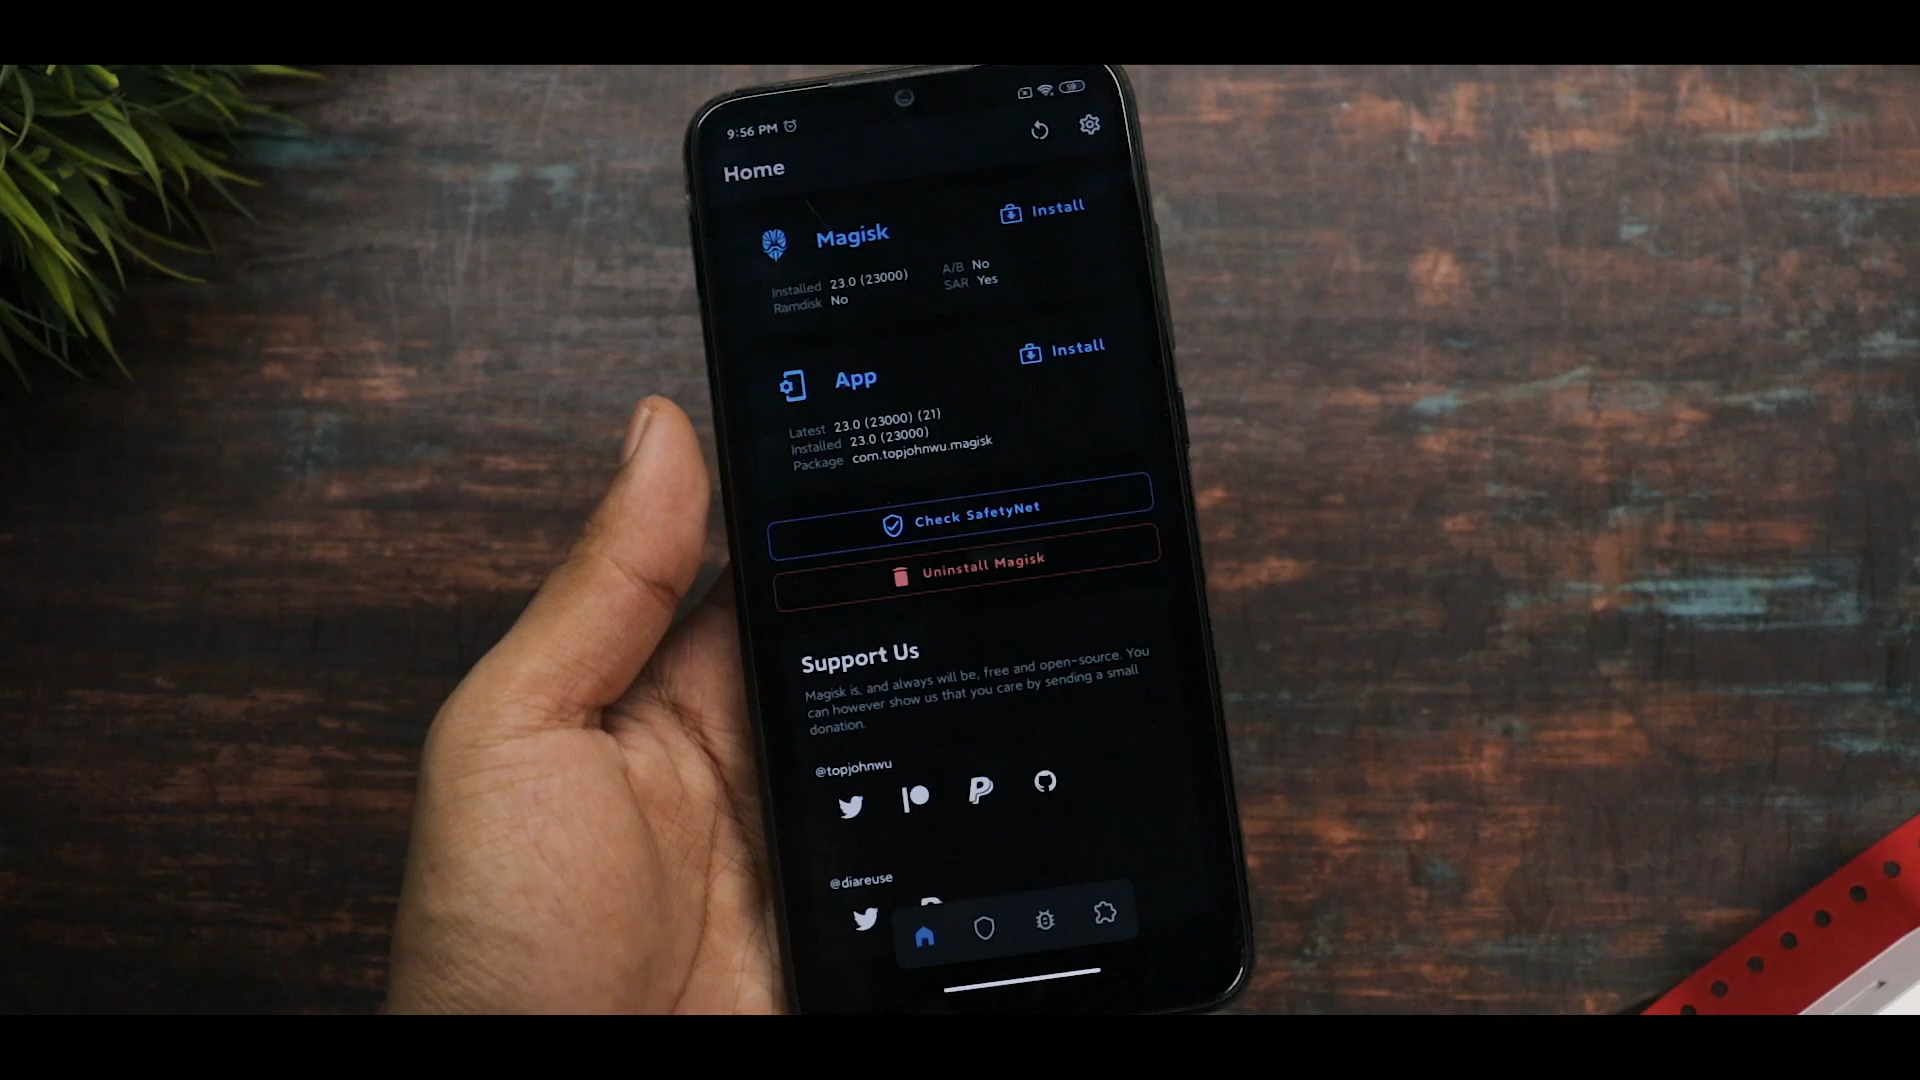 9:56 PM
59
Home
Magisk
Install
Installed 23.0 (23000)
A/B No
Ramdisk No
SAR Yes
App
Install
Latest 23.0 (23000) (21)
Installed 23.0 (23000)
Package com.topjohnwu.magisk
Check SafetyNet
Uninstall Magisk
Support Us
Magisk is, and always will be, free and open-source. You
can however show us that you care by sending a small
donation.
@topjohnwu
@diareuse